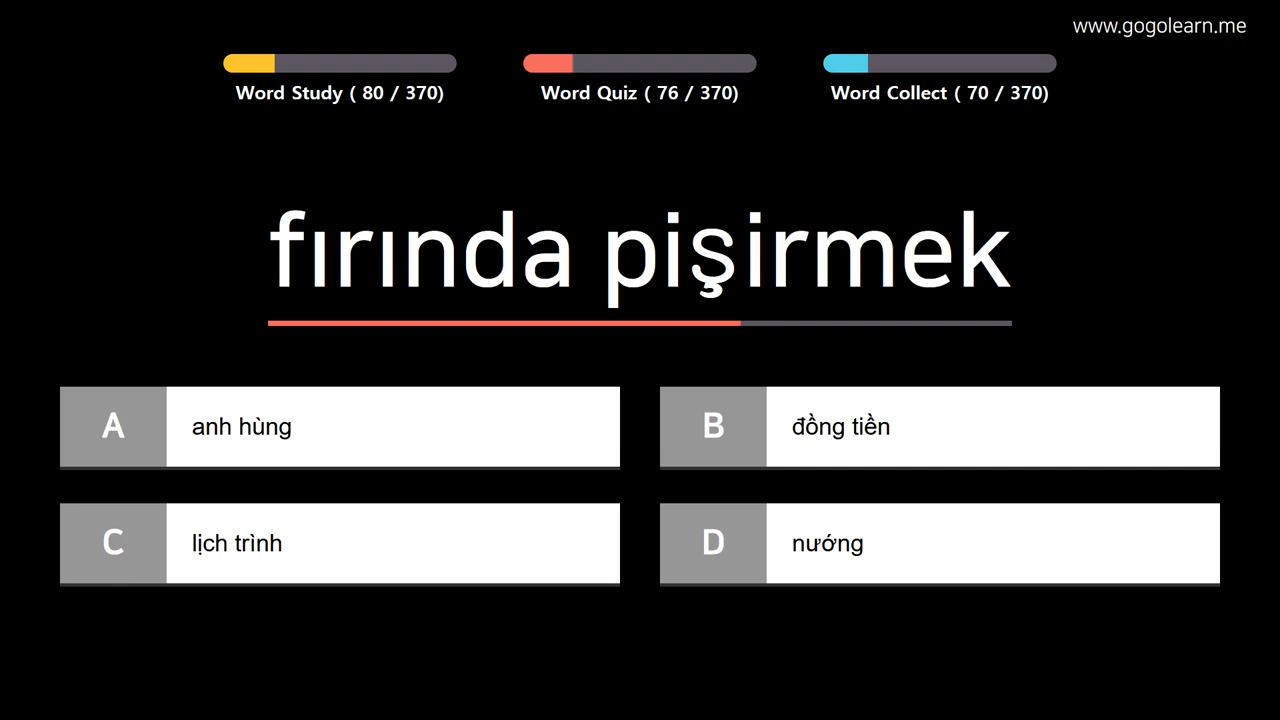 www.gogolearn.me
Word Study ( 80 / 370)
Word Quiz ( 76 / 370)
Word Collect ( 70 / 370)
fırında pişirmek
A
anh hùng
B
đồng tiền
C
lịch trình
D
nướng